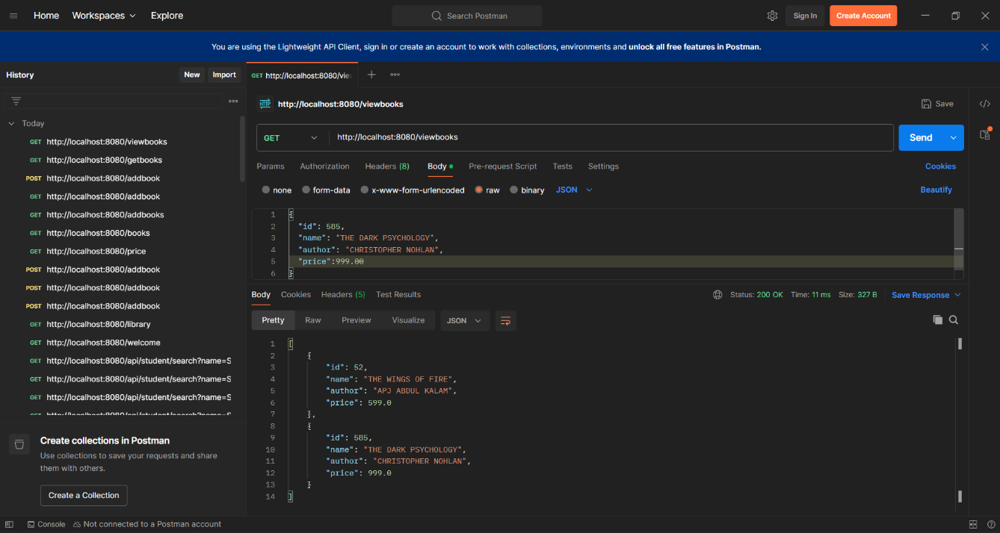 Home Workspaces Explore Search Postman Sign In Create Account
You are using the Lightweight API Client, sign in or create an account to work with collections, environments and unlock all free features in Postman.
History New Import
GET http://localhost:8080/vie
HTTP http://localhost:8080/viewbooks Save
Today
GET http://localhost:8080/viewbooks
GET http://localhost:8080/getbooks
POST http://localhost:8080/addbook
GET http://localhost:8080/addbook
GET http://localhost:8080/addbooks
GET http://localhost:8080/books
GET http://localhost:8080/price
POST http://localhost:8080/addbook
POST http://localhost:8080/addbook
POST http://localhost:8080/addbook
GET http://localhost:8080/library
GET http://localhost:8080/welcome
GET http://localhost:8080/api/student/search?name=S
GET http://localhost:8080/api/student/search?name=S
GET http://localhost:8080/api/student/search?name=S
GET http://localhost:8080/api/student/search?name=S
Create collections in Postman
Use collections to save your requests and share
them with others.
Create a Collection
GET http://localhost:8080/viewbooks Send
Params Authorization Headers (8) Body Pre-request Script Tests Settings Cookies
none form-data x-www-form-urlencoded raw binary JSON Beautify
1 {
2 "id": 585,
3 "name": "THE DARK PSYCHOLOGY",
4 "author": "CHRISTOPHER NOHLAN",
5 "price":999.00
6 }
Body Cookies Headers (5) Test Results Status: 200 OK Time: 11 ms Size: 327 B Save Response
Pretty Raw Preview Visualize JSON
1 [
2 {
3 "id": 52,
4 "name": "THE WINGS OF FIRE",
5 "author": "APJ ABDUL KALAM",
6 "price": 599.0
7 },
8 {
9 "id": 585,
10 "name": "THE DARK PSYCHOLOGY",
11 "author": "CHRISTOPHER NOHLAN",
12 "price": 999.0
13 }
14 ]
Console Not connected to a Postman account